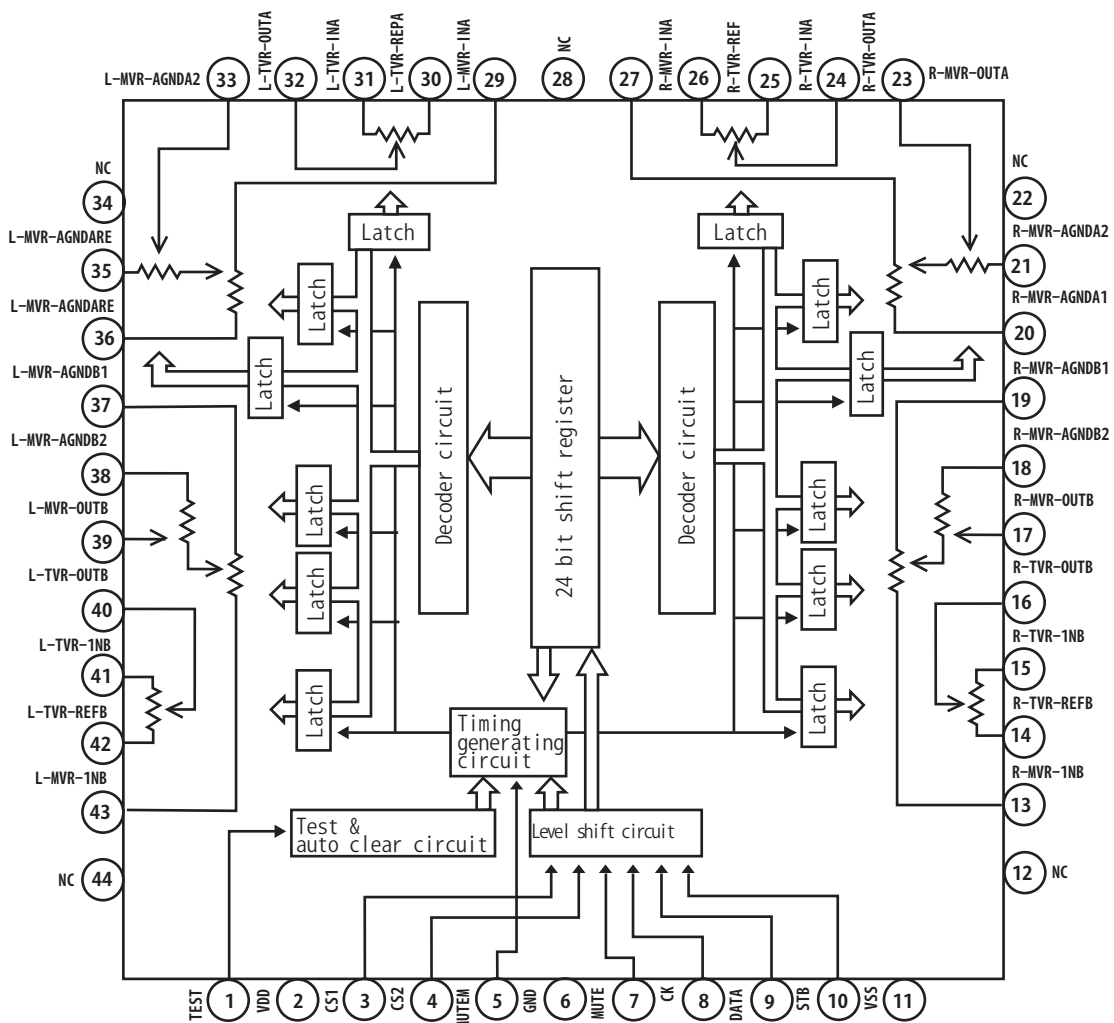 L-MVR-AGNDA2
33
L-TVR-OUTA
32
L-TVR-INA
31
L-TVR-REPA
30
L-MVR-INA
29
NC
28
27
R-MVR-INA
26
R-TVR-REF
25
R-TVR-INA
24
R-TVR-OUTA
23
R-MVR-OUTA
NC
34
L-MVR-AGNDARE
35
L-MVR-AGNDARE
36
L-MVR-AGNDB1
37
L-MVR-AGNDB2
38
L-MVR-OUTB
39
L-TVR-OUTB
40
L-TVR-1NB
41
L-TVR-REFB
42
L-MVR-1NB
43
NC
44
Latch
Latch
Latch
Latch
Latch
Latch
Decoder circuit
24 bit shift register
Decoder circuit
Latch
Latch
Latch
Latch
Latch
Latch
Timing
generating
circuit
Test &
auto clear circuit
Level shift circuit
NC
22
R-MVR-AGNDA2
21
R-MVR-AGNDA1
20
R-MVR-AGNDB1
19
R-MVR-AGNDB2
18
R-MVR-OUTB
17
R-TVR-OUTB
16
R-TVR-1NB
15
R-TVR-REFB
14
R-MVR-1NB
13
12
NC
TEST
1
VDD
2
CS1
3
CS2
4
5
GND
6
MUTE
7
CK
8
DATA
9
STB
10
VSS
11